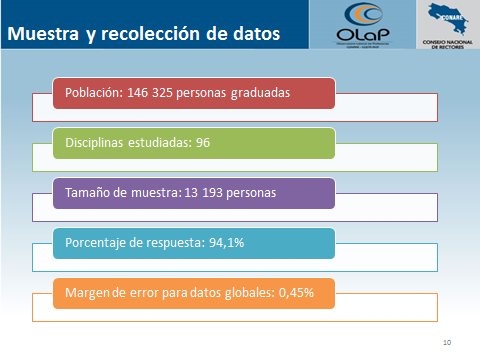 Muestra y recolección de datos
OLaP
CONARE
CONSEJO NACIONAL
DE RECTORES
Población: 146 325 personas graduadas
Disciplinas estudiadas: 96
Tamaño de muestra: 13 193 personas
Porcentaje de respuesta: 94,1%
Margen de error para datos globales: 0,45%
10